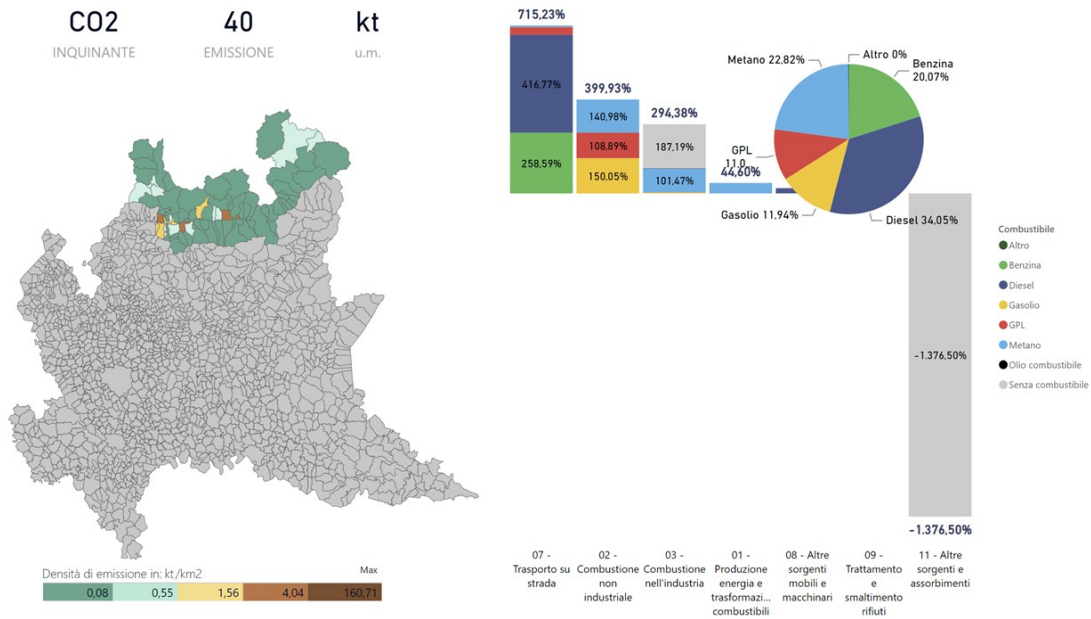 CO2
40
kt
INQUINANTE
EMISSIONE
u.m.
715,23%
416,77%
258,59%
399,93%
140,98%
108,89%
150,05%
294,38%
187,19%
101,47%
44,60%
-1.376,50%
-1.376,50%
Altro 0%
Benzina
20,07%
Metano 22,82%
GPL
11,0...
Gasolio 11,94%
Diesel 34,05%
Combustibile
Altro
Benzina
Diesel
Gasolio
GPL
Metano
Olio combustibile
Senza combustibile
07 -
Trasporto su
strada
02 -
Combustione
non
industriale
03 -
Combustione
nell'industria
01 -
Produzione
energia e
trasformazi...
combustibili
08 - Altre
sorgenti
mobili e
macchinari
09 -
Trattamento
e
smaltimento
rifiuti
11 - Altre
sorgenti e
assorbimenti
Densità di emissione in: kt/km2
Max
0,08
0,55
1,56
4,04
160,71